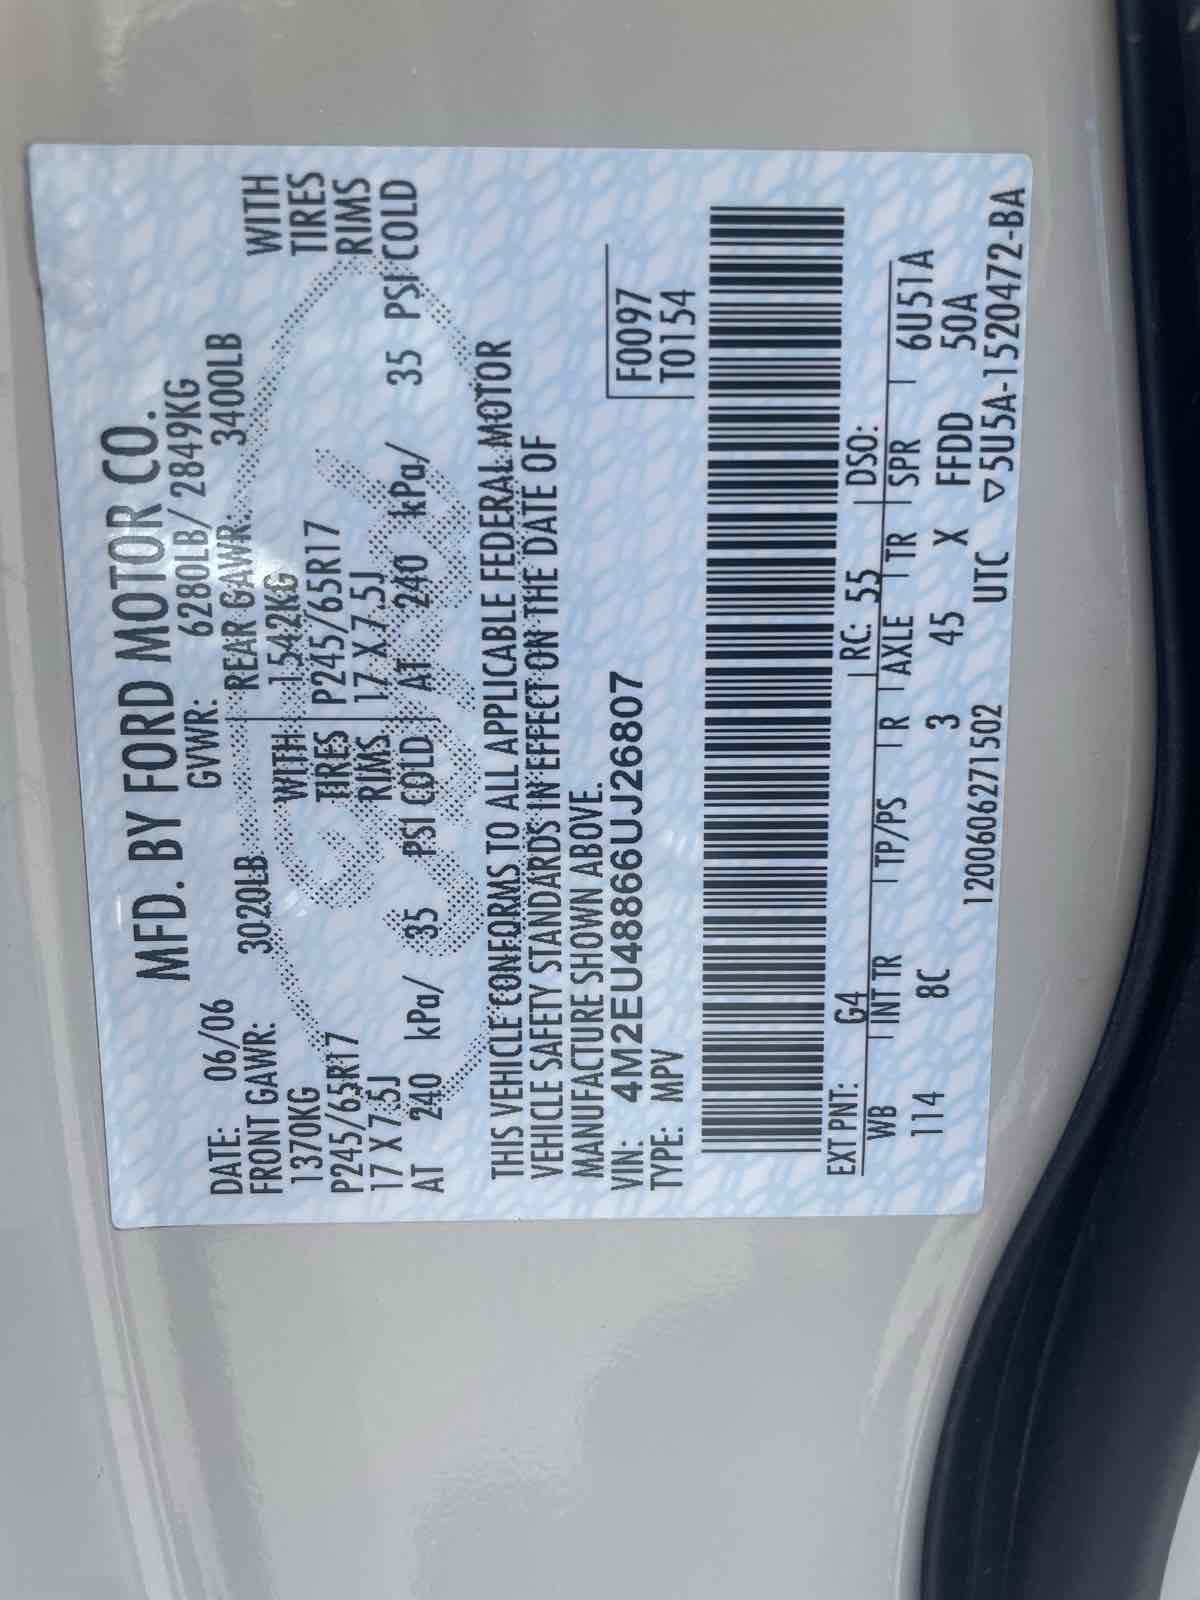 MFD. BY FORD MOTOR CO.
DATE: 06/06 GVWR: 6280LB/ 2849KG
FRONT GAWR: 3020LB REAR GAWR: 3400LB
1370KG WITH 1542KG WITH
P245/65R17 TIRES P245/65R17 TIRES
17 X 7.5J RIMS 17 X 7.5J RIMS
AT 240 kPa/ 35 PSI COLD AT 240 kPa/ 35 PSI COLD
THIS VEHICLE CONFORMS TO ALL APPLICABLE FEDERAL MOTOR
VEHICLE SAFETY STANDARDS IN EFFECT ON THE DATE OF
MANUFACTURE SHOWN ABOVE.
VIN: 4M2EU48866UJ26807 F0097
TYPE: MPV T0154
EXT PNT: G4 RC: 55 DSO:
WB INT TR TP/PS R AXLE TR SPR 6U51A
114 8C 3 45 X FFDD 50A
1200606271502 UTC ▽5U5A-1520472-BA